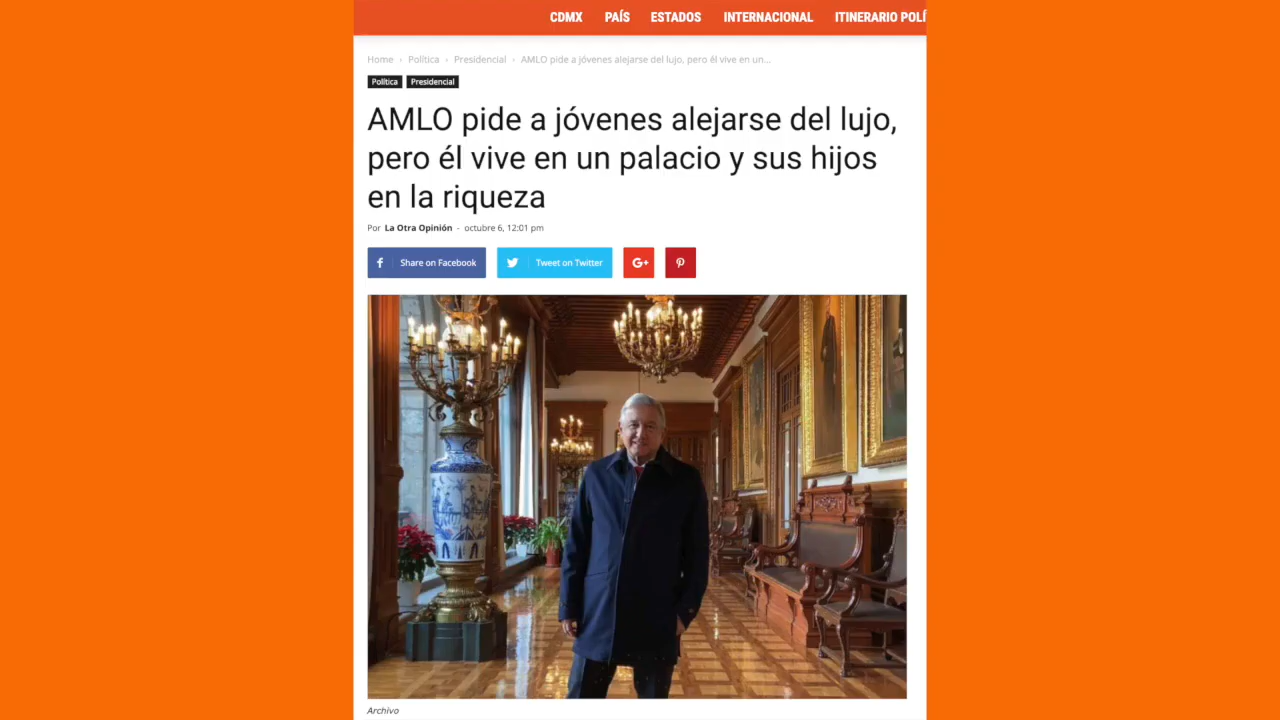 CDMX PAÍS ESTADOS INTERNACIONAL ITINERARIO POLÍ
Home › Política › Presidencial › AMLO pide a jóvenes alejarse del lujo, pero él vive en un...
Política Presidencial
AMLO pide a jóvenes alejarse del lujo,
pero él vive en un palacio y sus hijos
en la riqueza
Por La Otra Opinión - octubre 6, 12:01 pm
Share on Facebook Tweet on Twitter G+
Archivo